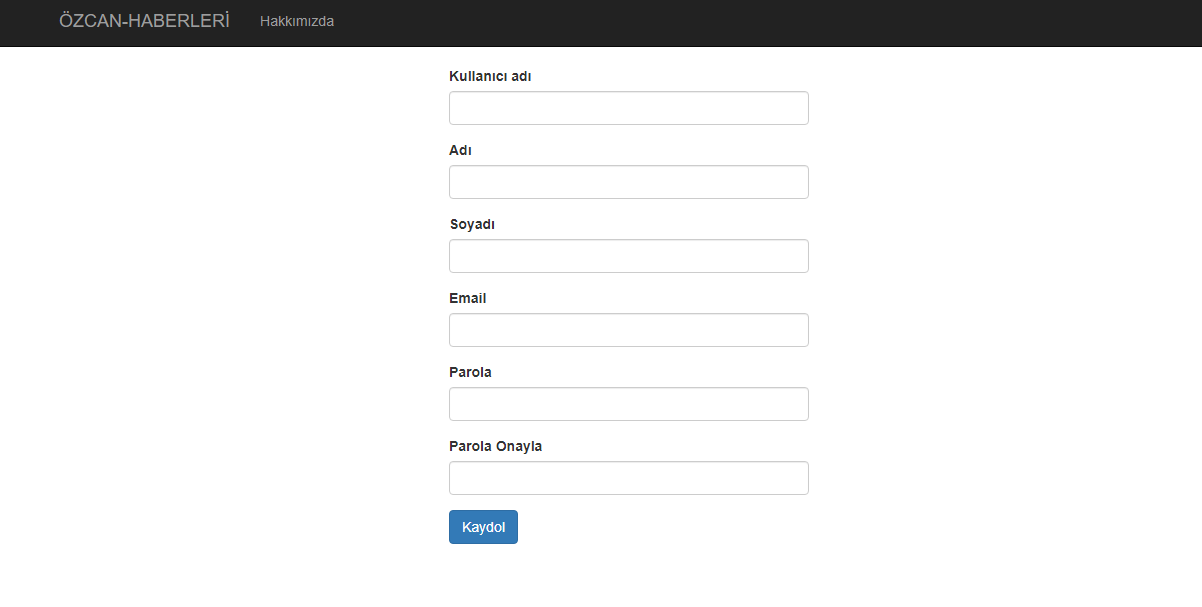 ÖZCAN-HABERLERİ Hakkımızda
Kullanıcı adı
Adı
Soyadı
Email
Parola
Parola Onayla
Kaydol